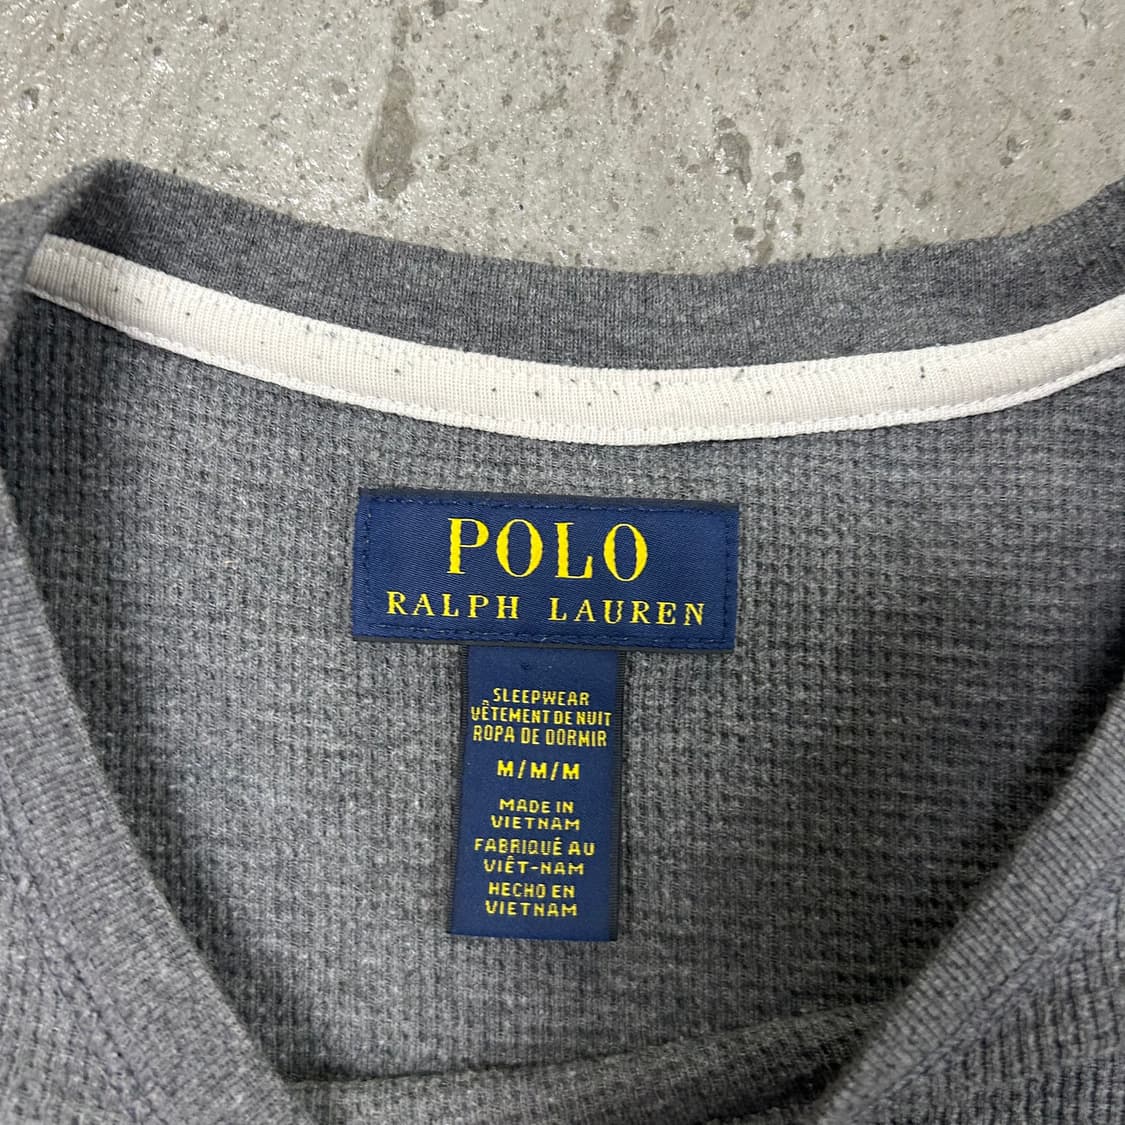 POLO
RALPH LAUREN
SLEEPWEAR
VÊTEMENT DE NUIT
ROPA DE DORMIR
M/M/M
MADE IN
VIETNAM
FABRIQUÉ AU
VIÊT-NAM
HECHO EN
VIETNAM